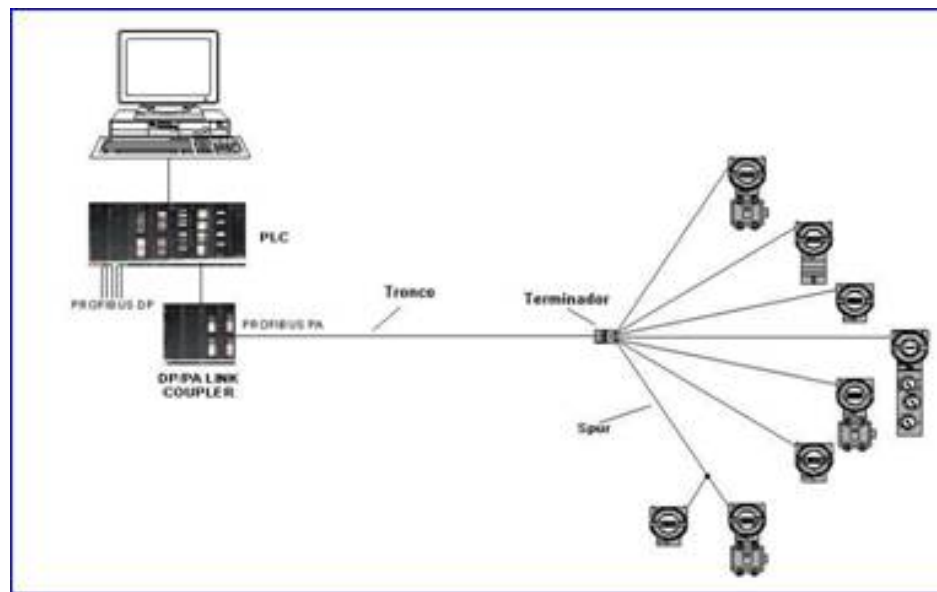 PLC
PROFIBUS DP
Tronco
Terminador
PROFIBUS PA
DP/PA LINK
COUPLER
Spur